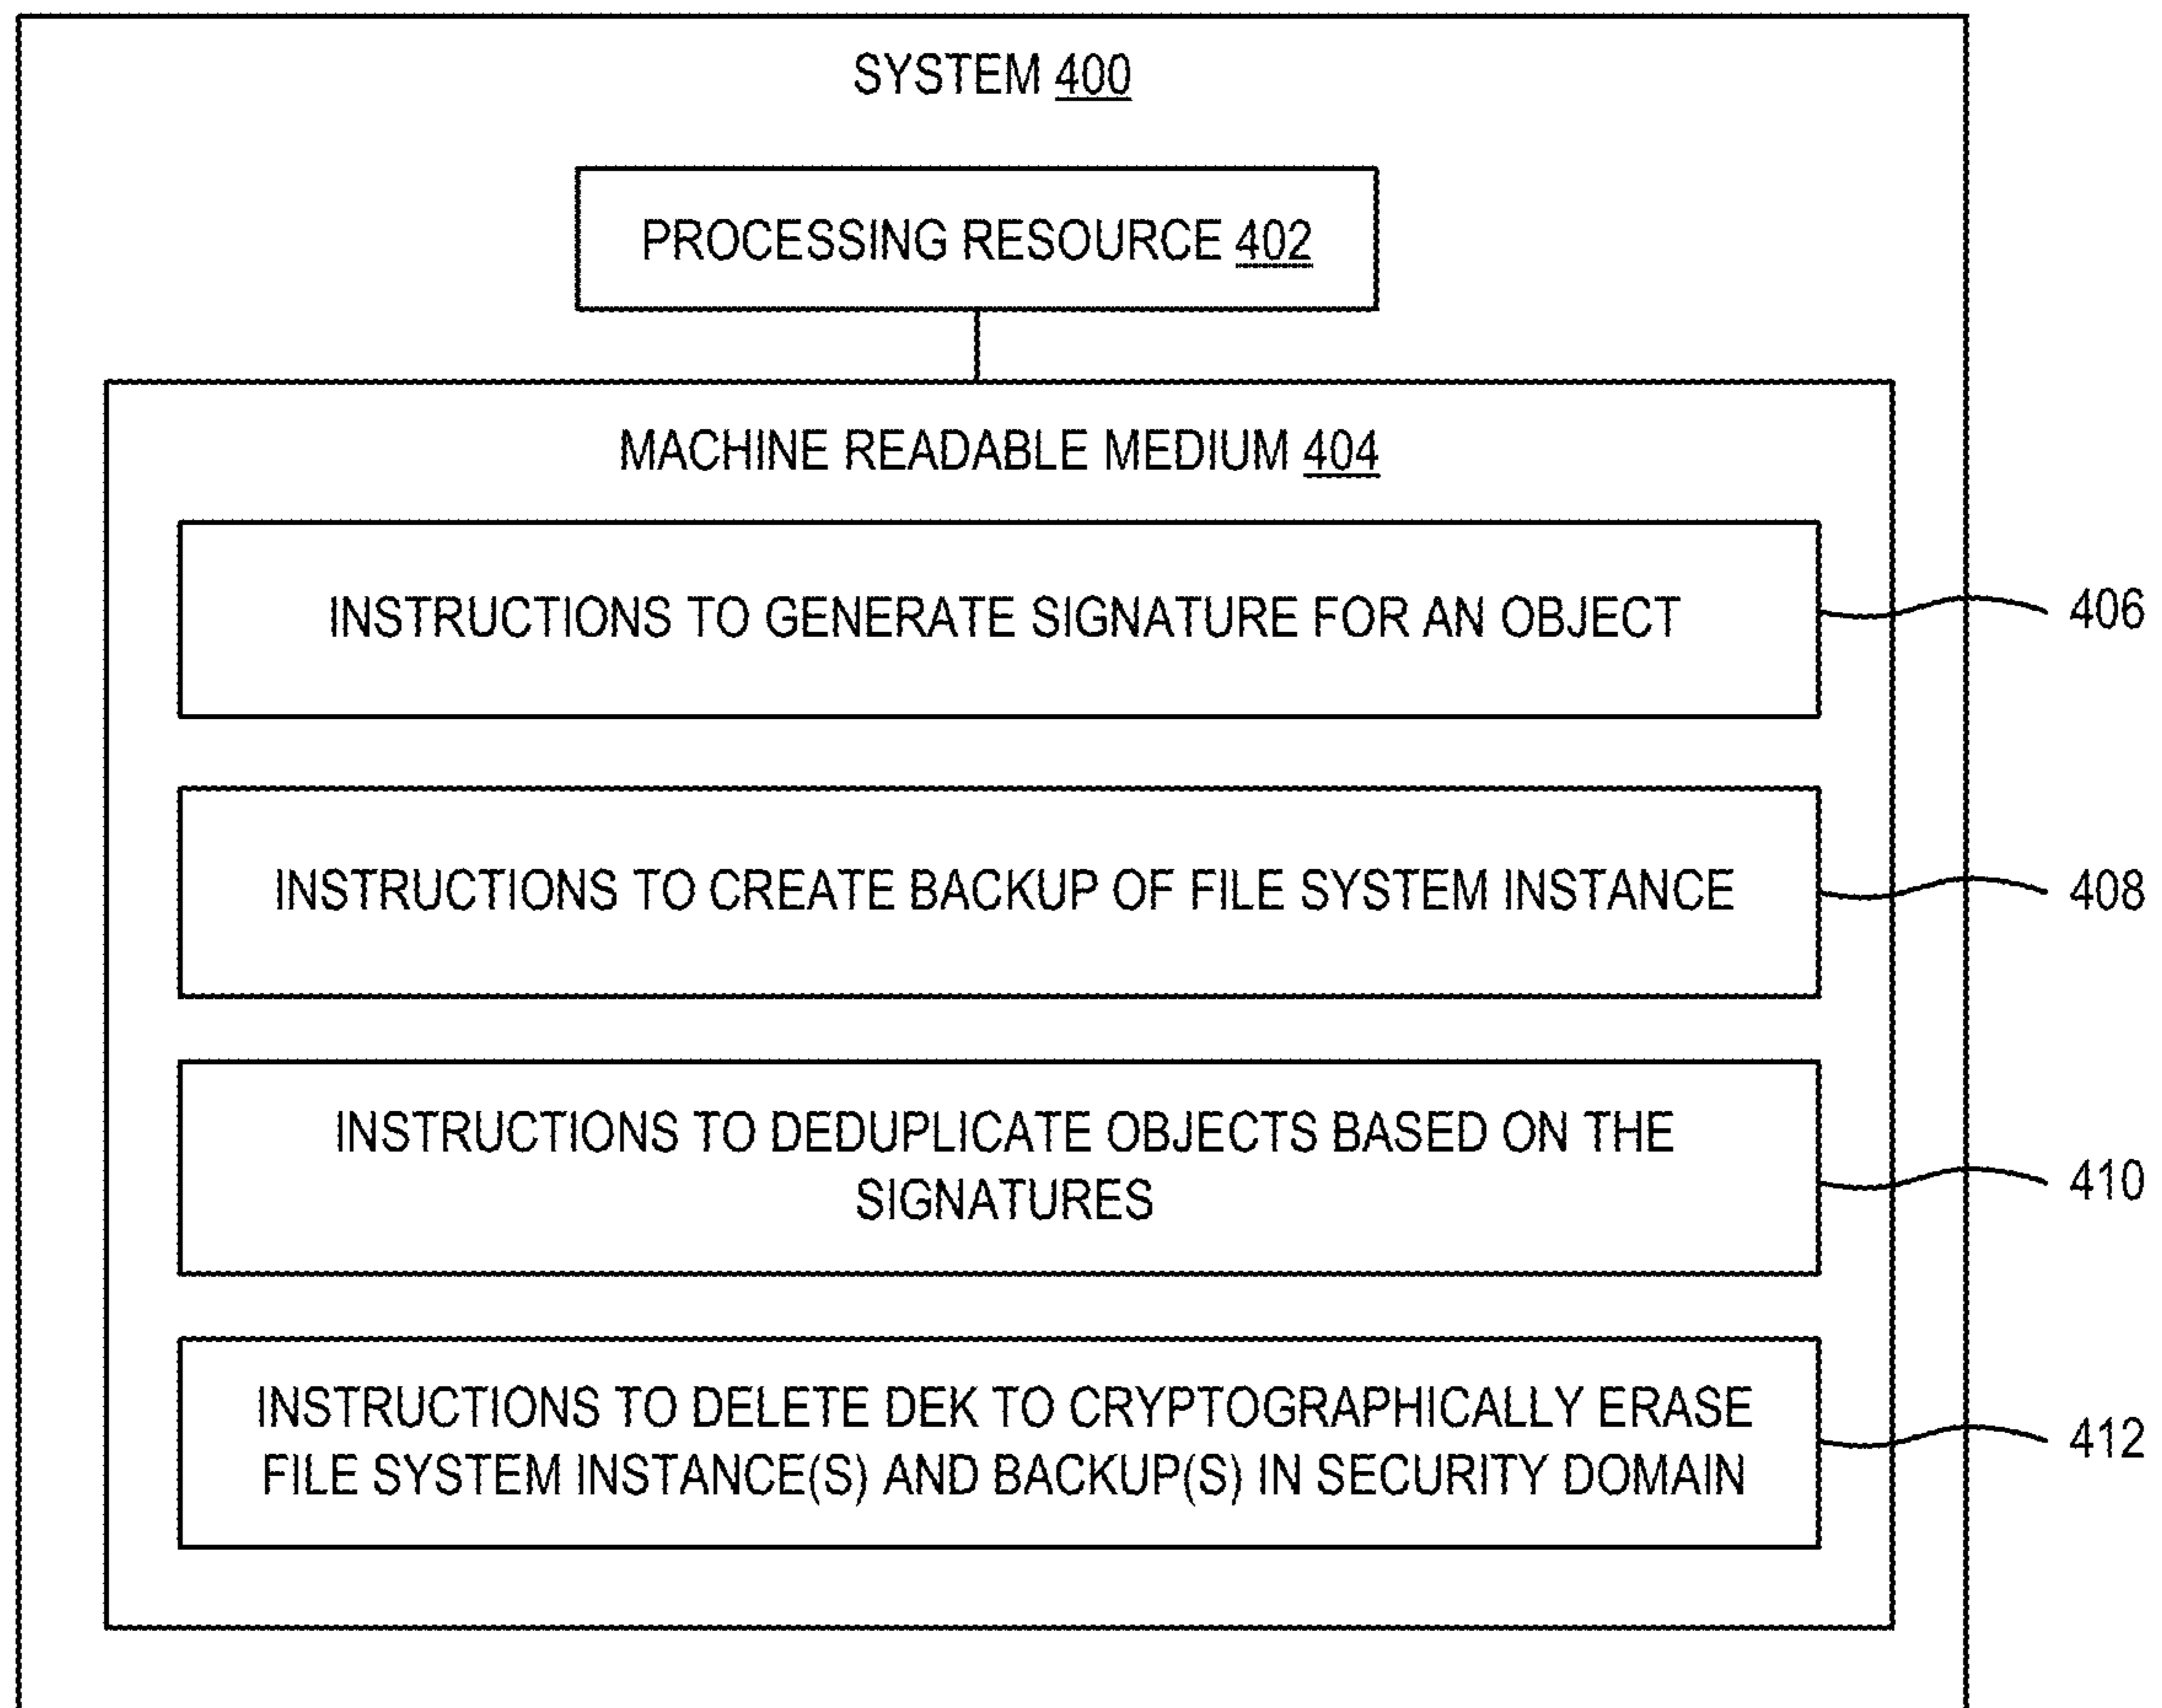 SYSTEM 400
PROCESSING RESOURCE 402
MACHINE READABLE MEDIUM 404
INSTRUCTIONS TO GENERATE SIGNATURE FOR AN OBJECT
406
INSTRUCTIONS TO CREATE BACKUP OF FILE SYSTEM INSTANCE
408
INSTRUCTIONS TO DEDUPLICATE OBJECTS BASED ON THE
SIGNATURES
410
INSTRUCTIONS TO DELETE DEK TO CRYPTOGRAPHICALLY ERASE
FILE SYSTEM INSTANCE(S) AND BACKUP(S) IN SECURITY DOMAIN
412